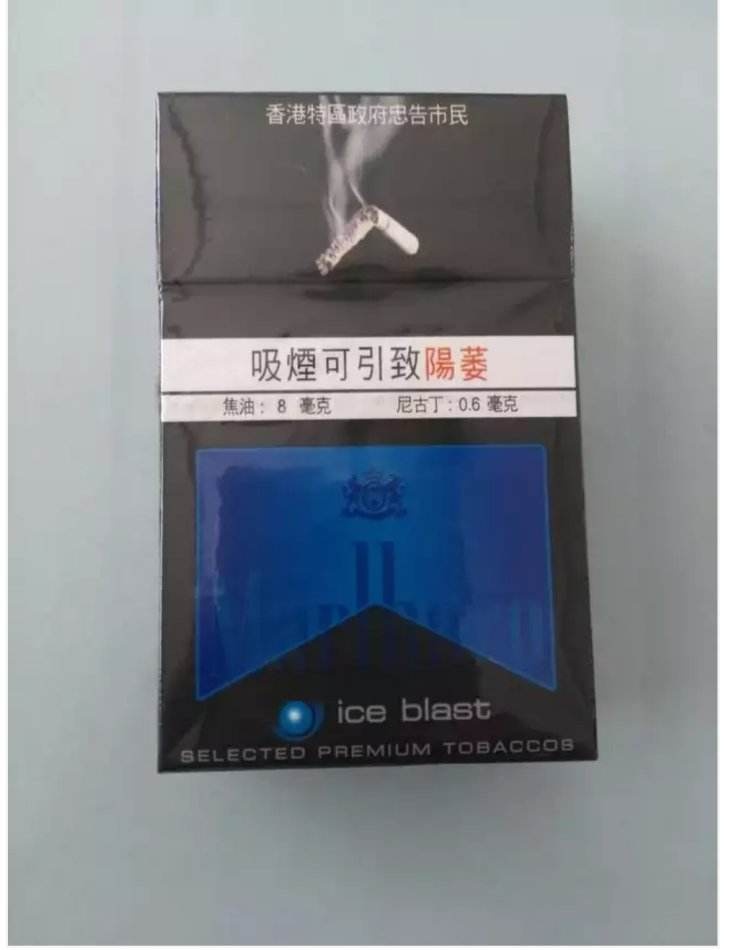 香港特區政府忠告市民
吸煙可引致陽萎
焦油： 8 毫克 尼古丁：0.6 毫克
Marlboro
ice blast
SELECTED PREMIUM TOBACCOS